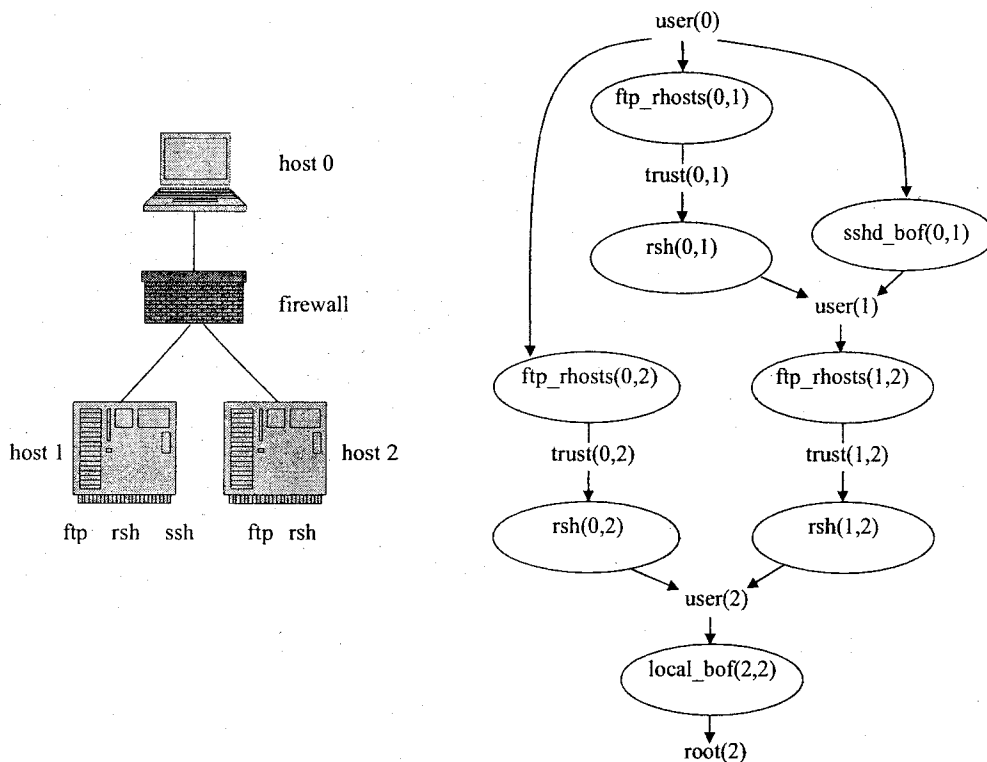 host 0
firewall
host 1
host 2
ftp rsh ssh
ftp rsh
user(0)
ftp_rhosts(0,1)
trust(0,1)
rsh(0,1)
sshd_bof(0,1)
user(1)
ftp_rhosts(0,2)
ftp_rhosts(1,2)
trust(0,2)
trust(1,2)
rsh(0,2)
rsh(1,2)
user(2)
local_bof(2,2)
root(2)